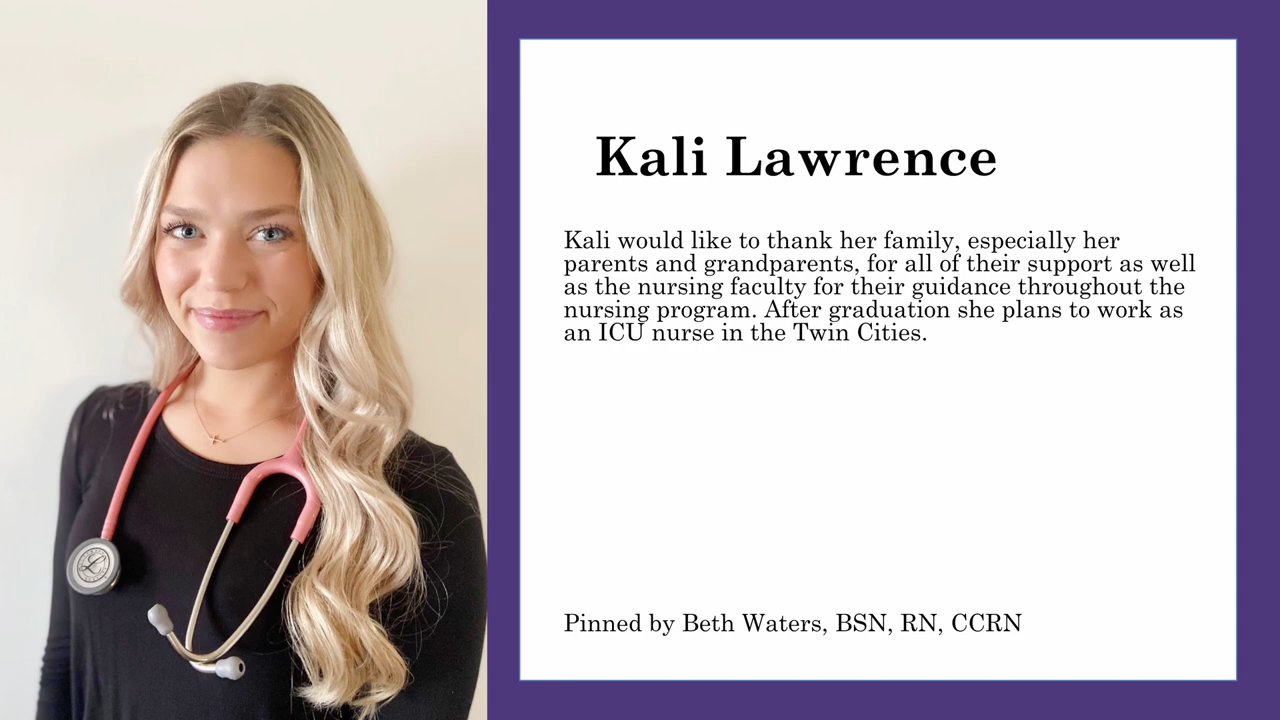 Kali Lawrence
Kali would like to thank her family, especially her
parents and grandparents, for all of their support as well
as the nursing faculty for their guidance throughout the
nursing program. After graduation she plans to work as
an ICU nurse in the Twin Cities.
Pinned by Beth Waters, BSN, RN, CCRN